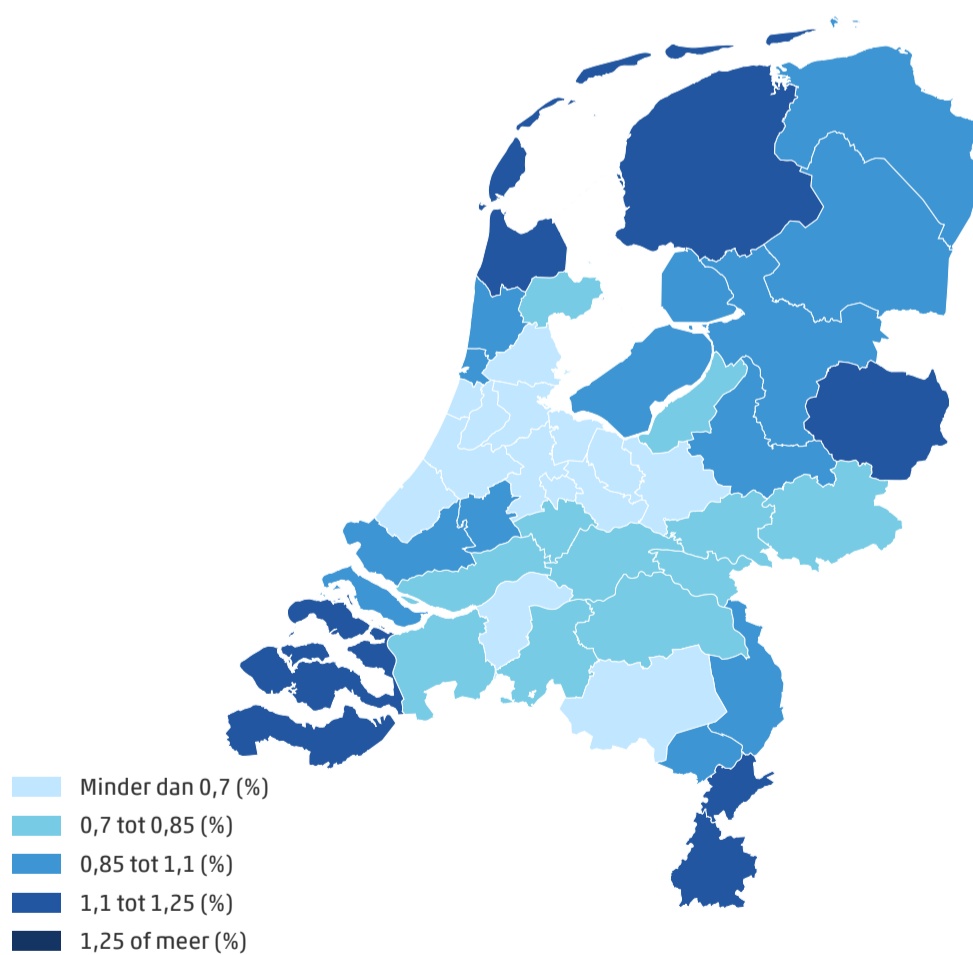 Minder dan 0,7 (%)
0,7 tot 0,85 (%)
0,85 tot 1,1 (%)
1,1 tot 1,25 (%)
1,25 of meer (%)